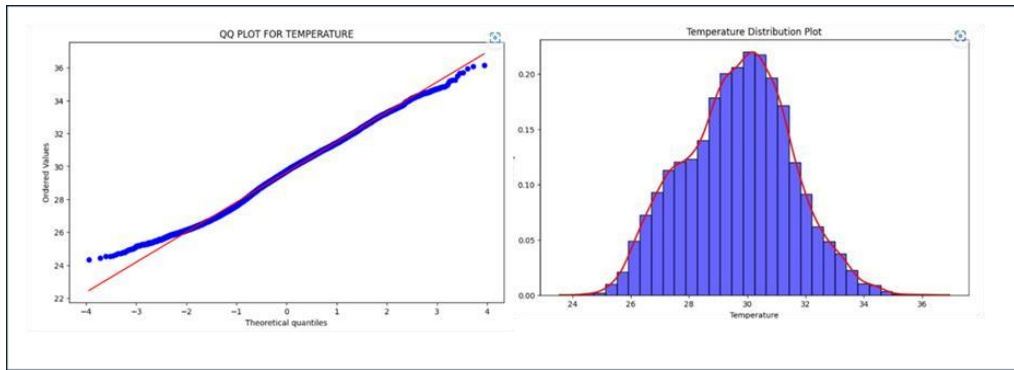 QQ PLOT FOR TEMPERATURE
36
34
32
30
28
26
24
22
Ordered Values
−4 −3 −2 −1 0 1 2 3 4
Theoretical quantiles
Temperature Distribution Plot
0.20
0.15
0.10
0.05
0.00
24 26 28 30 32 34 36
Temperature